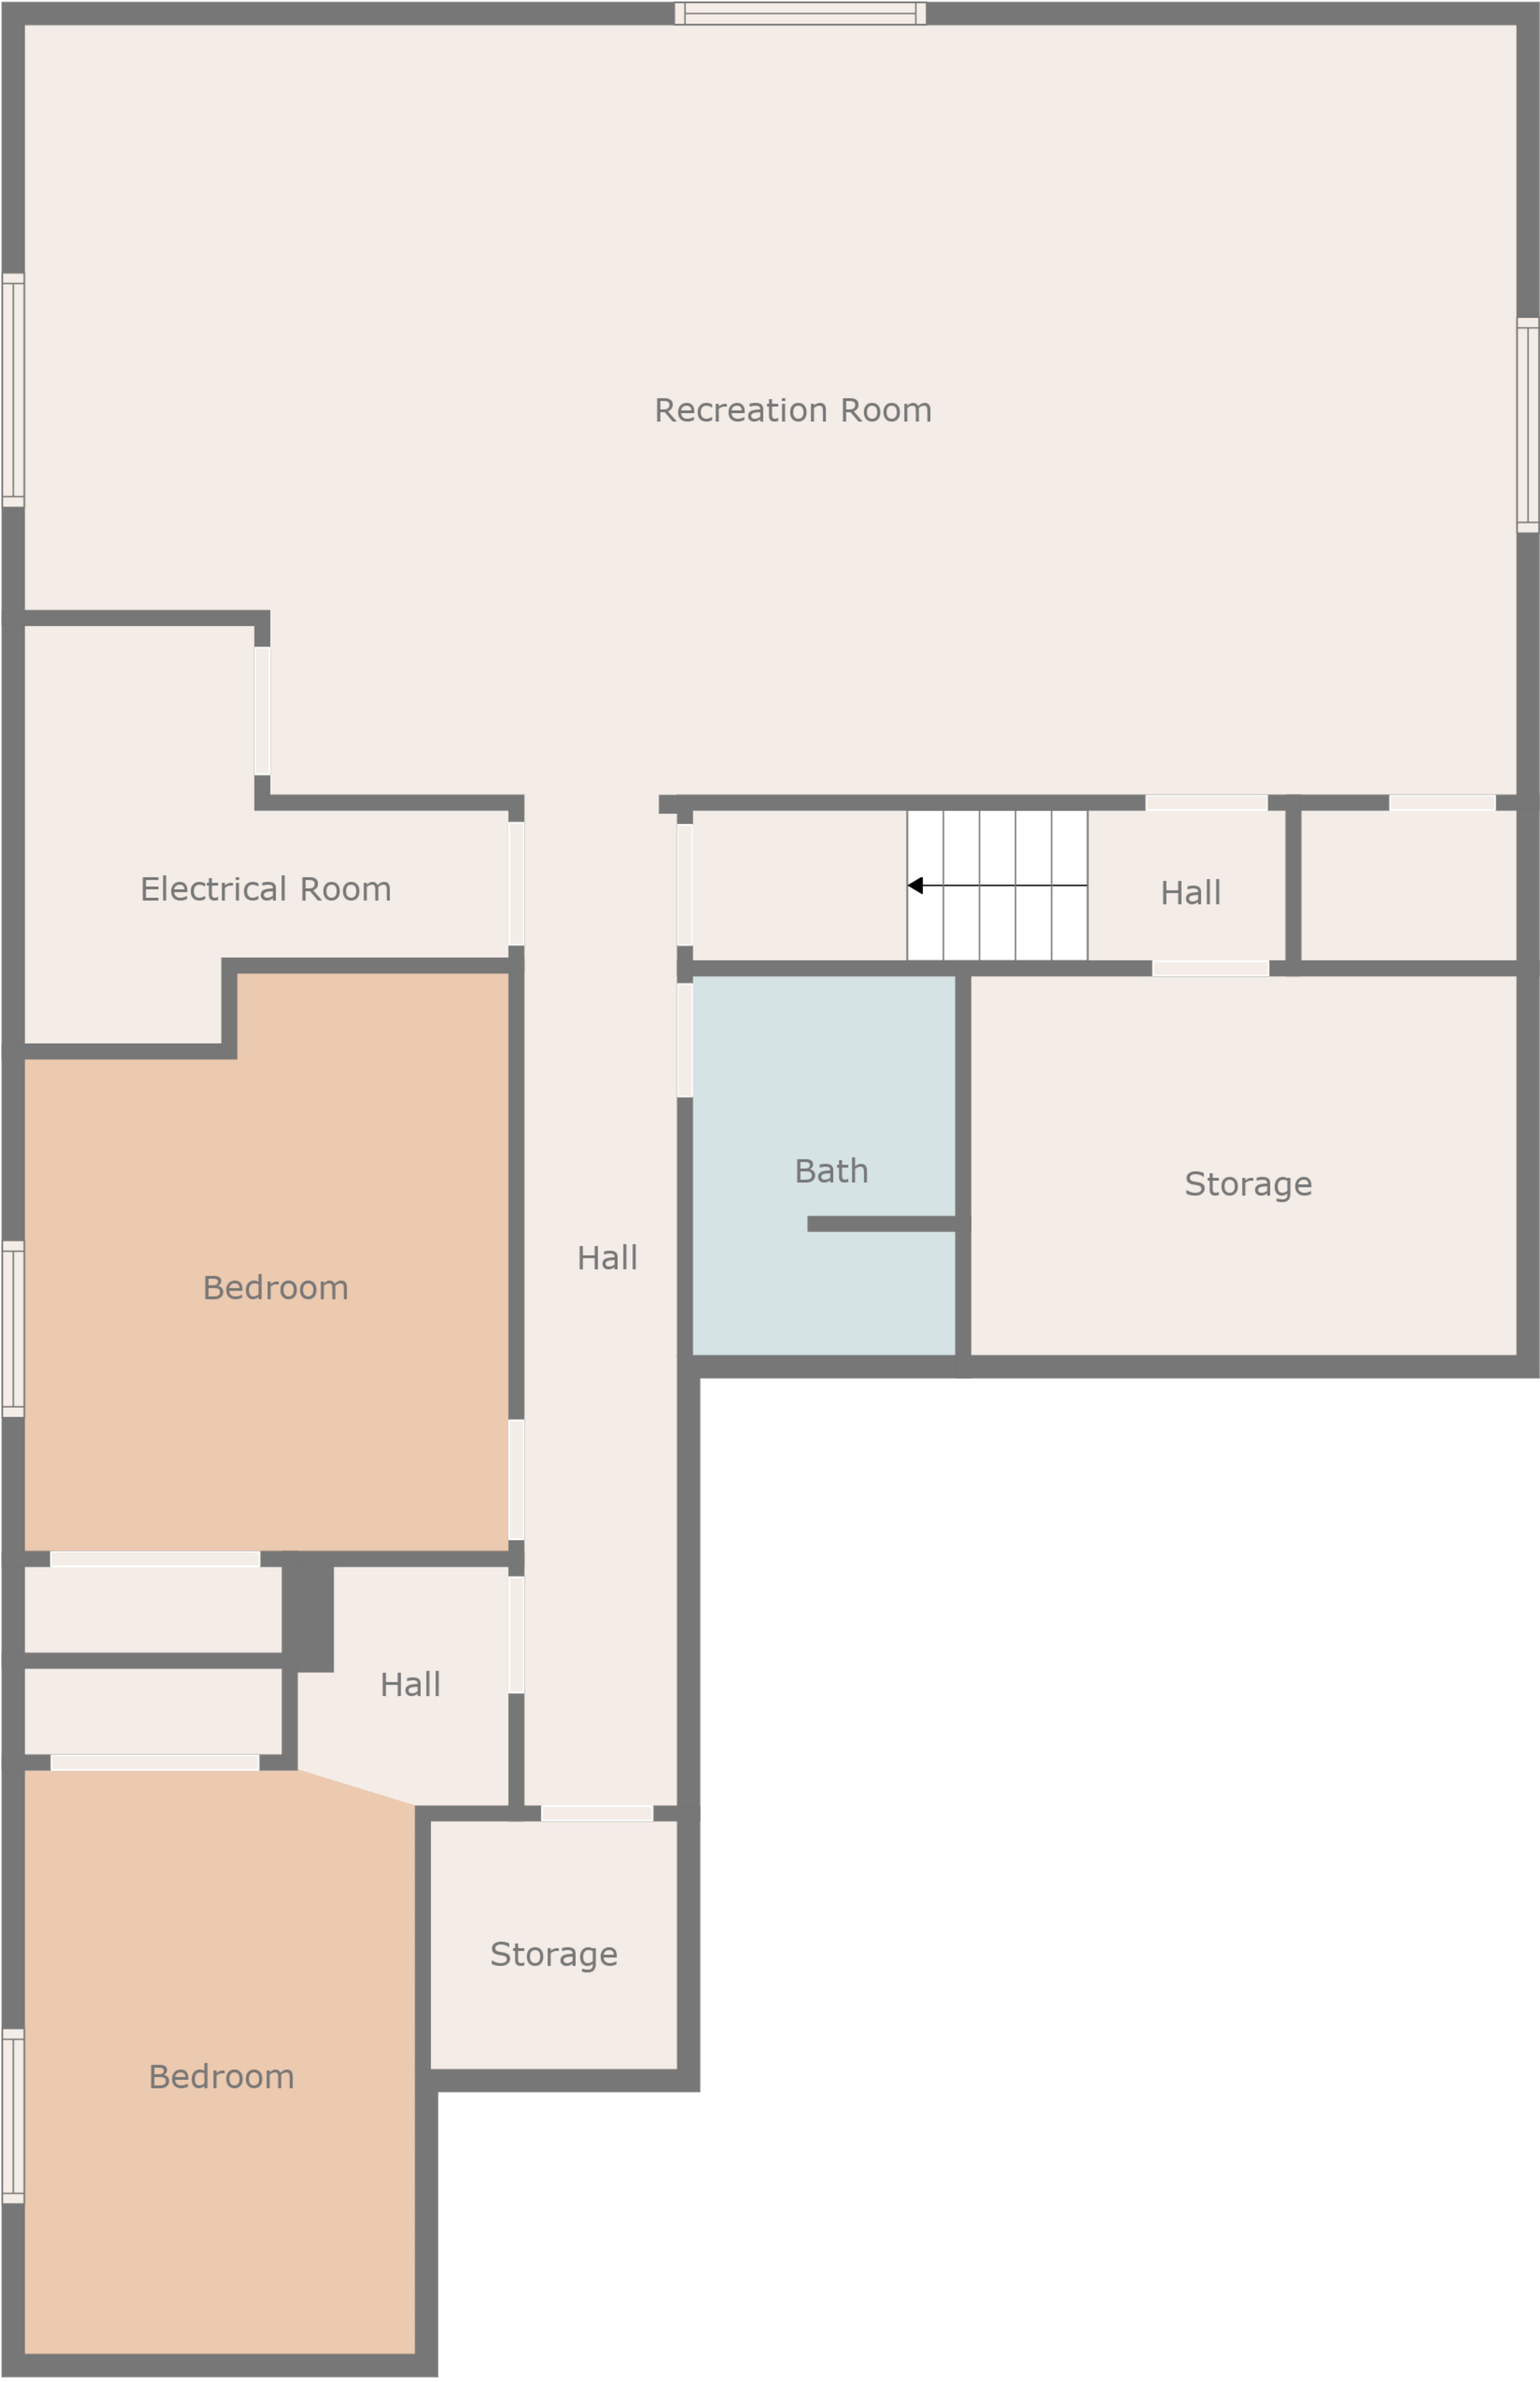 Recreation Room
Electrical Room
Hall
Bath
Storage
Hall
Bedroom
Hall
Storage
Bedroom